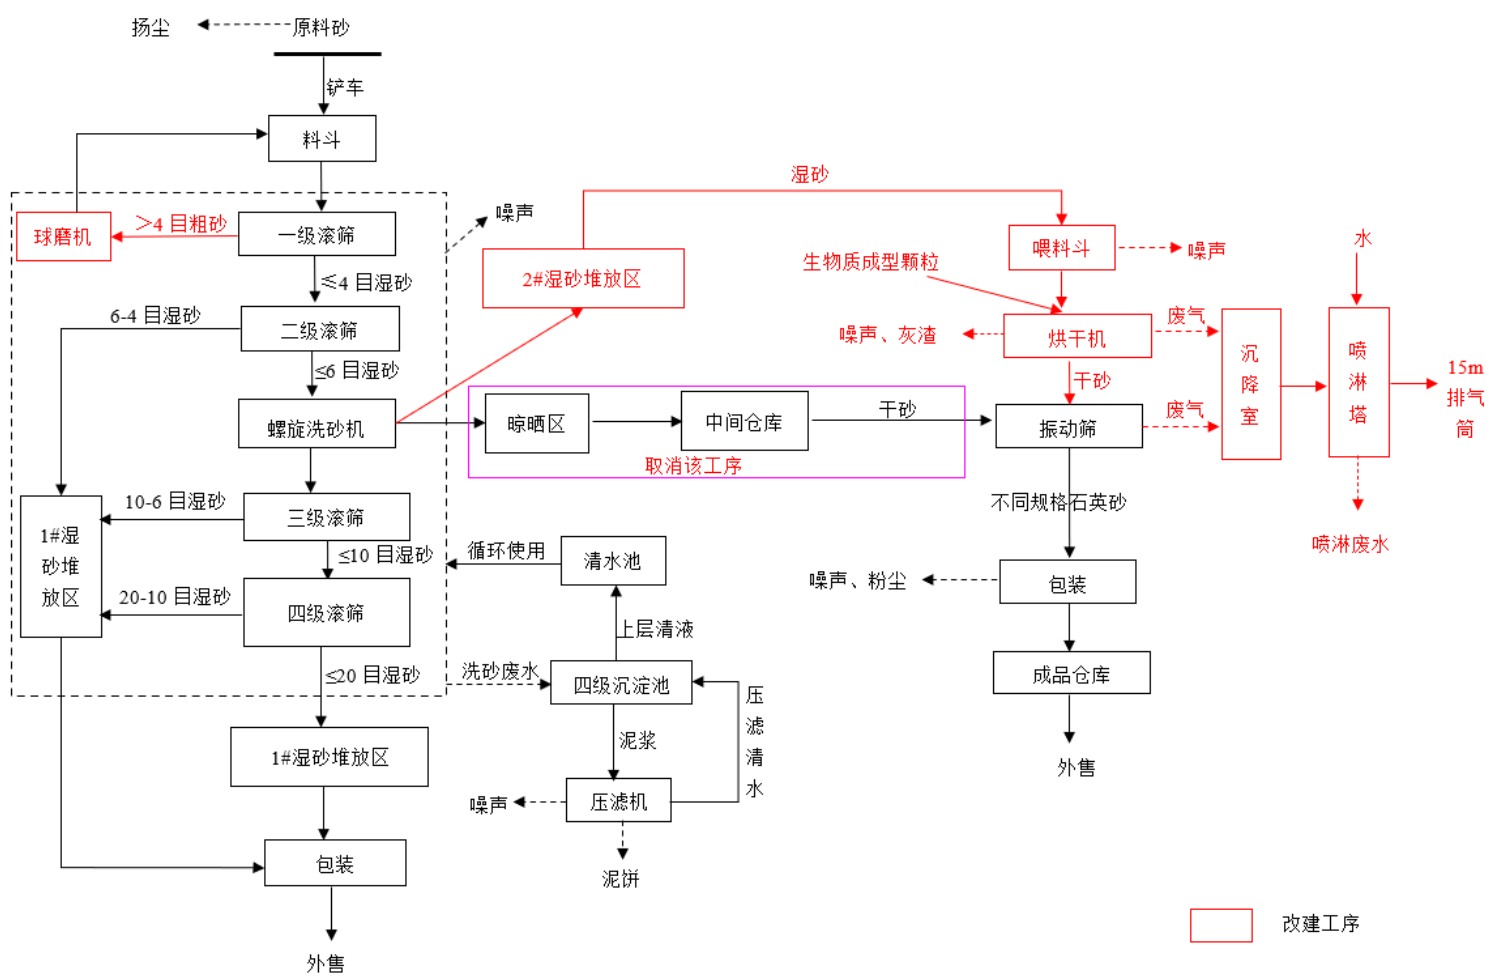 扬尘
原料砂
铲车
料斗
球磨机
>4 目粗砂
一级滚筛
噪声
≤4 目湿砂
6-4 目湿砂
二级滚筛
≤6 目湿砂
螺旋洗砂机
10-6 目湿砂
三级滚筛
1#湿
砂堆
放区
≤10 目湿砂
20-10 目湿砂
四级滚筛
≤20 目湿砂
1#湿砂堆放区
包装
外售
2#湿砂堆放区
湿砂
喂料斗
噪声
生物质成型颗粒
噪声、灰渣
烘干机
废气
干砂
废气
沉
降
室
水
喷
淋
塔
15m
排气
筒
喷淋废水
晾晒区
中间仓库
干砂
取消该工序
振动筛
不同规格石英砂
噪声、粉尘
包装
成品仓库
外售
循环使用
清水池
上层清液
洗砂废水
四级沉淀池
泥浆
压
滤
清
水
噪声
压滤机
泥饼
改建工序